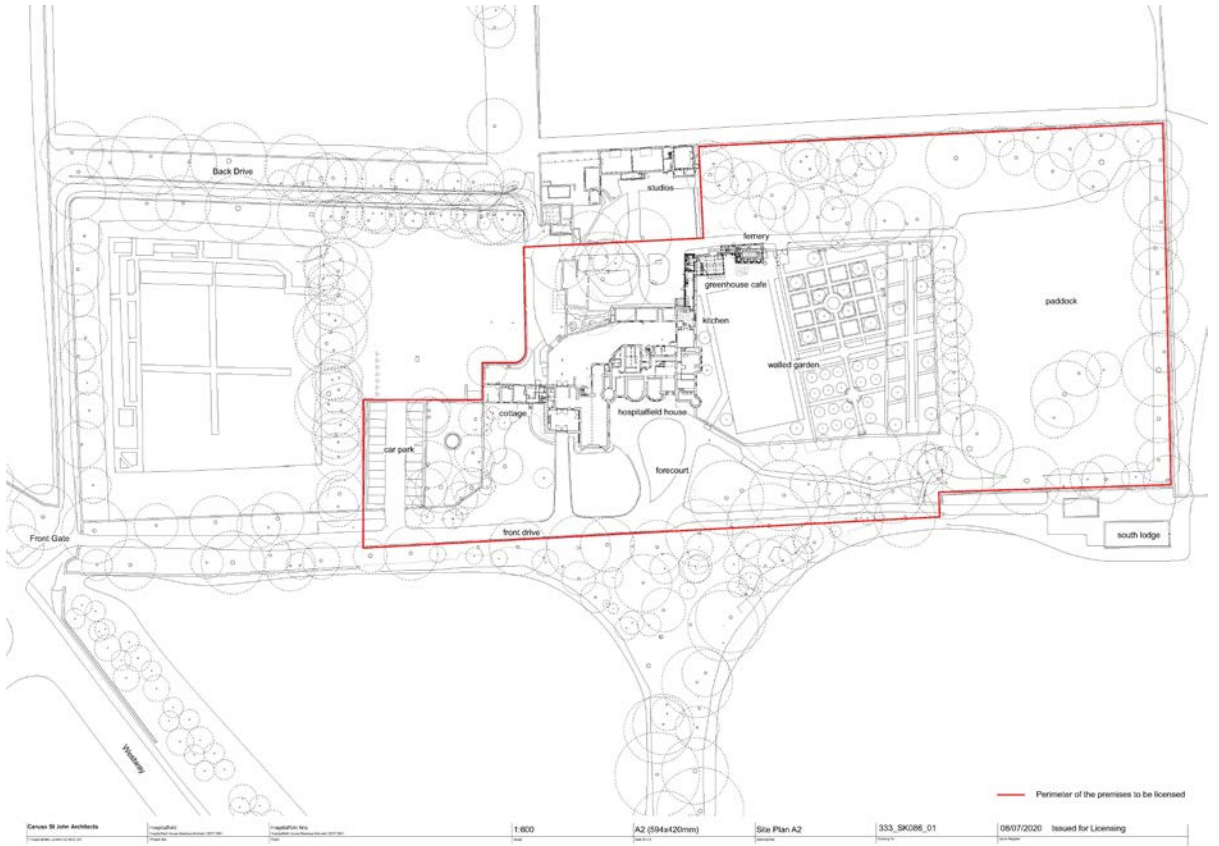 Back Drive
studios
fernery
greenhouse cafe
paddock
kitchen
walled garden
cottage
hospitalfield house
car park
forecourt
front drive
Front Gate
south lodge
Westway
Perimeter of the premises to be licensed
Caruso St John Architects
Hospitalfield
Hospitalfield Arts
1:600
A2 (594x420mm)
Site Plan A2
333_SK086_01
08/07/2020 Issued for Licensing